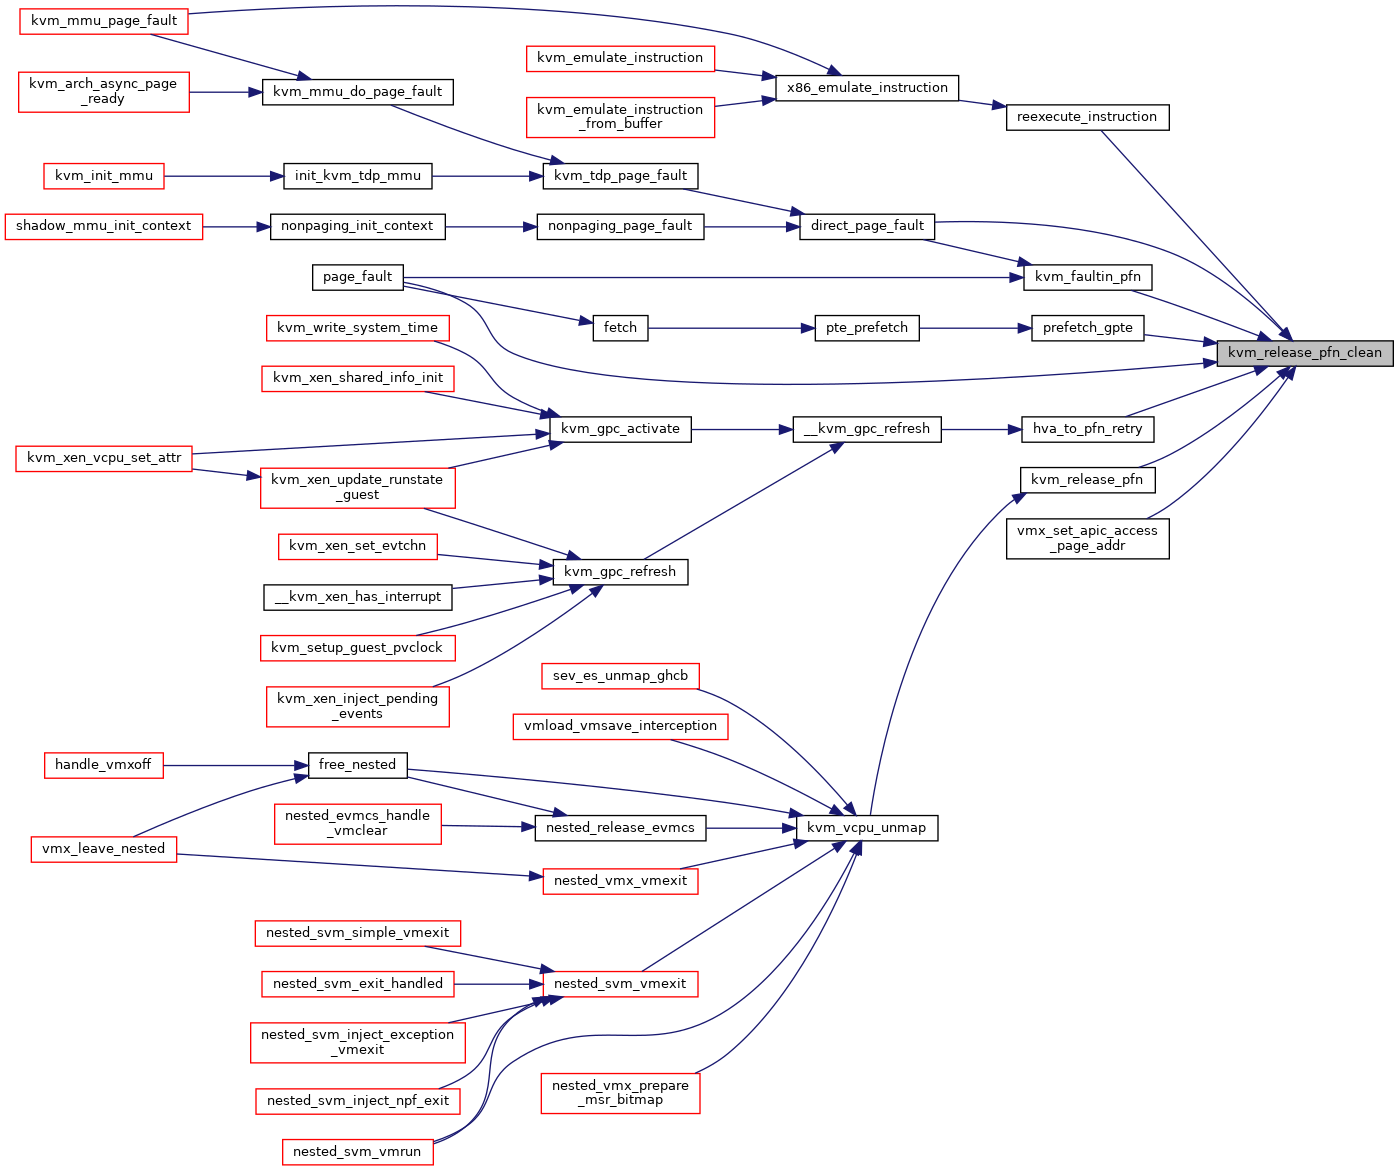 kvm_mmu_page_fault
kvm_emulate_instruction
kvm_arch_async_page
_ready
kvm_mmu_do_page_fault
x86_emulate_instruction
kvm_emulate_instruction
_from_buffer
reexecute_instruction
kvm_init_mmu
init_kvm_tdp_mmu
kvm_tdp_page_fault
shadow_mmu_init_context
nonpaging_init_context
nonpaging_page_fault
direct_page_fault
page_fault
kvm_faultin_pfn
kvm_write_system_time
fetch
pte_prefetch
prefetch_gpte
kvm_release_pfn_clean
kvm_xen_shared_info_init
kvm_gpc_activate
__kvm_gpc_refresh
hva_to_pfn_retry
kvm_xen_vcpu_set_attr
kvm_xen_update_runstate
_guest
kvm_release_pfn
vmx_set_apic_access
_page_addr
kvm_xen_set_evtchn
kvm_gpc_refresh
__kvm_xen_has_interrupt
kvm_setup_guest_pvclock
sev_es_unmap_ghcb
kvm_xen_inject_pending
_events
vmload_vmsave_interception
handle_vmxoff
free_nested
nested_evmcs_handle
_vmclear
nested_release_evmcs
kvm_vcpu_unmap
vmx_leave_nested
nested_vmx_vmexit
nested_svm_simple_vmexit
nested_svm_exit_handled
nested_svm_vmexit
nested_svm_inject_exception
_vmexit
nested_vmx_prepare
_msr_bitmap
nested_svm_inject_npf_exit
nested_svm_vmrun